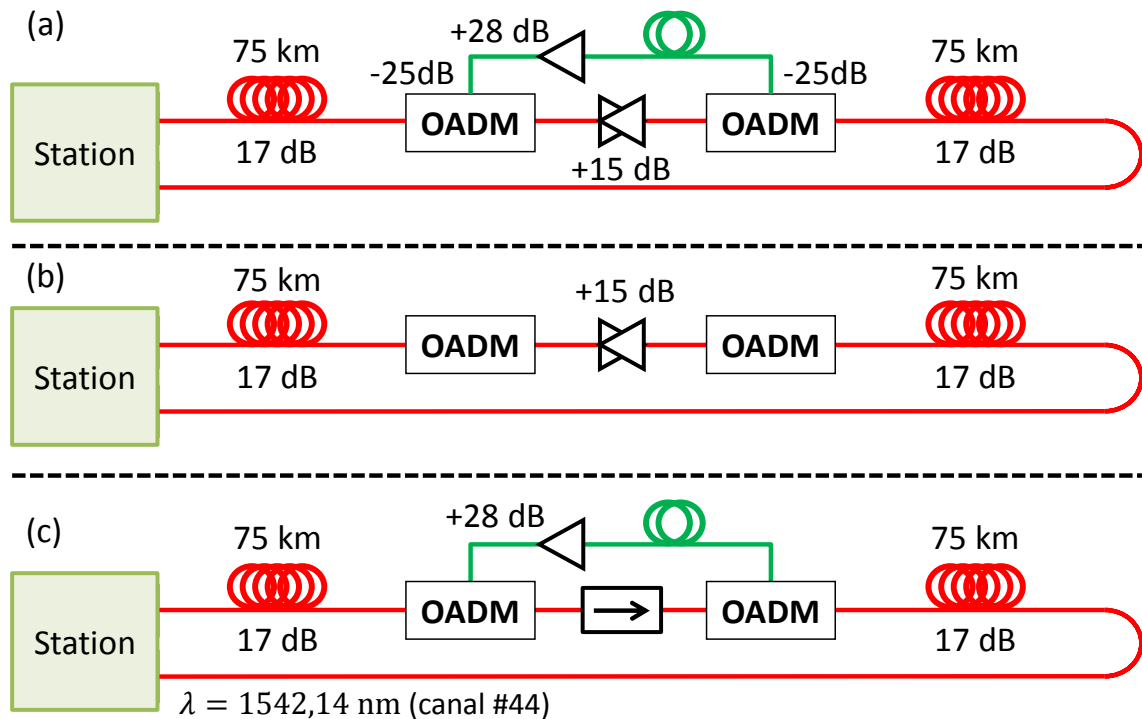 (a)
75 km
+28 dB
75 km
-25dB
-25dB
Station
OADM
OADM
17 dB
+15 dB
17 dB
(b)
75 km
+15 dB
75 km
Station
OADM
OADM
17 dB
17 dB
(c)
75 km
+28 dB
75 km
Station
OADM
OADM
17 dB
17 dB
λ = 1542,14 nm (canal #44)